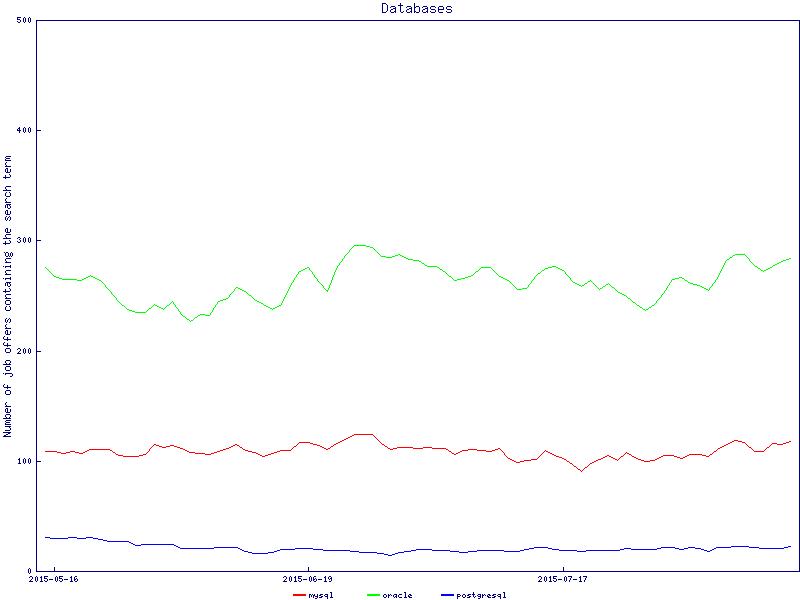 Databases
Number of job offers containing the search term
500
400
300
200
100
0
2015-05-16 2015-06-19 2015-07-17
mysql oracle postgresql